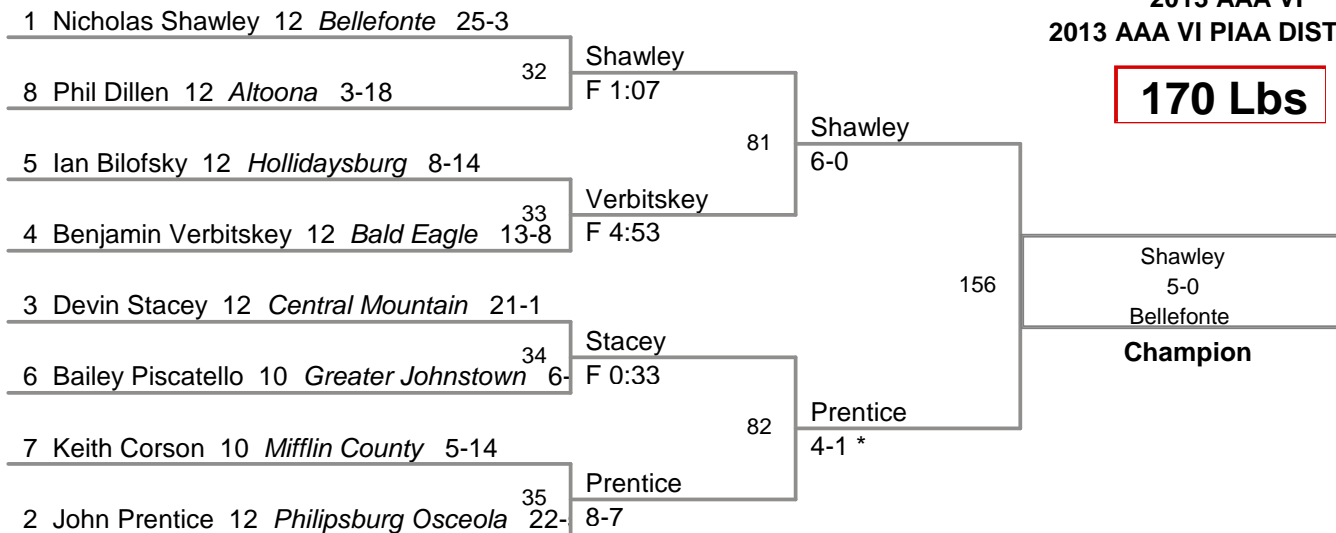 2013 AAA VI
2013 AAA VI PIAA DIST
170 Lbs
1 Nicholas Shawley 12 Bellefonte 25-3
32
8 Phil Dillen 12 Altoona 3-18
Shawley
F 1:07
5 Ian Bilofsky 12 Hollidaysburg 8-14
33
4 Benjamin Verbitskey 12 Bald Eagle 13-8
Verbitskey
F 4:53
81
Shawley
6-0
3 Devin Stacey 12 Central Mountain 21-1
34
6 Bailey Piscatello 10 Greater Johnstown 6-
Stacey
F 0:33
7 Keith Corson 10 Mifflin County 5-14
35
2 John Prentice 12 Philipsburg Osceola 22-
Prentice
8-7
82
Prentice
4-1 *
156
Shawley
5-0
Bellefonte
Champion